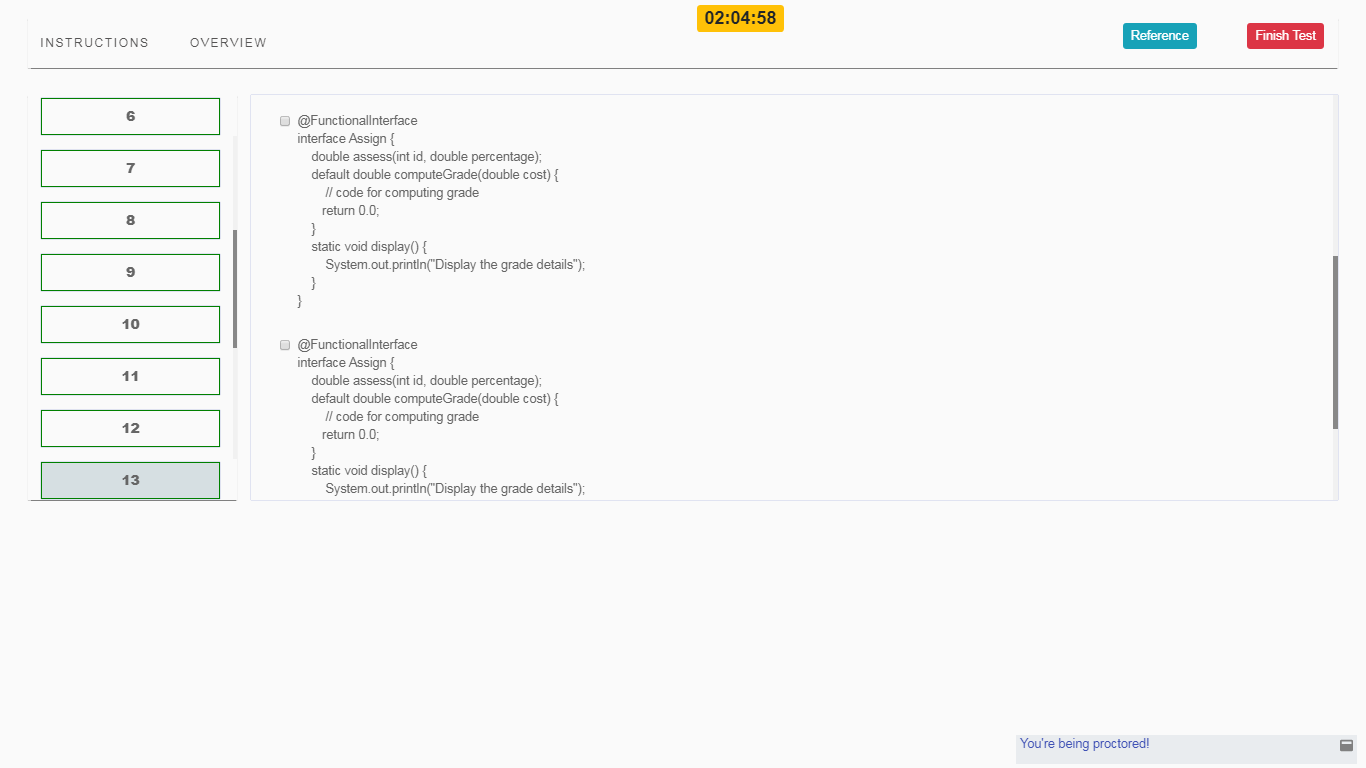 02:04:58
INSTRUCTIONS
OVERVIEW
Reference
Finish Test
6
7
8
9
10
11
12
13
@FunctionalInterface
interface Assign {
double assess(int id, double percentage);
default double computeGrade(double cost) {
// code for computing grade
return 0.0;
}
static void display() {
System.out.println("Display the grade details");
}
}
@FunctionalInterface
interface Assign {
double assess(int id, double percentage);
default double computeGrade(double cost) {
// code for computing grade
return 0.0;
}
static void display() {
System.out.println("Display the grade details");
You're being proctored!